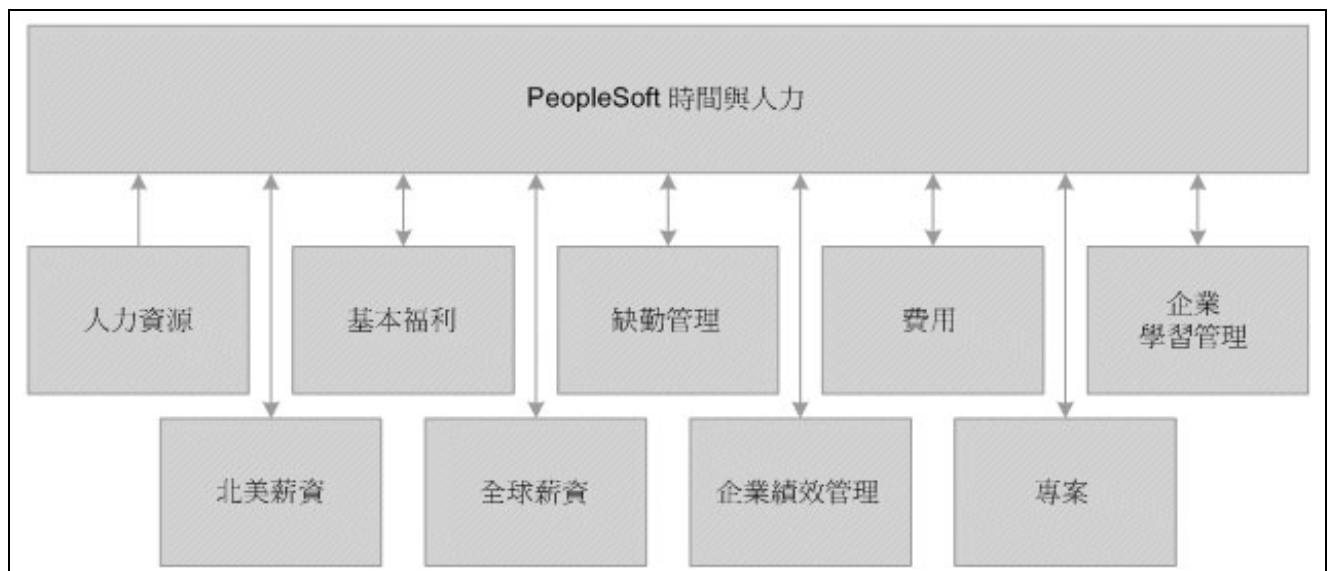 PeopleSoft 時間與人力
人力資源
基本福利
缺勤管理
費用
企業
學習管理
北美薪資
全球薪資
企業績效管理
專案